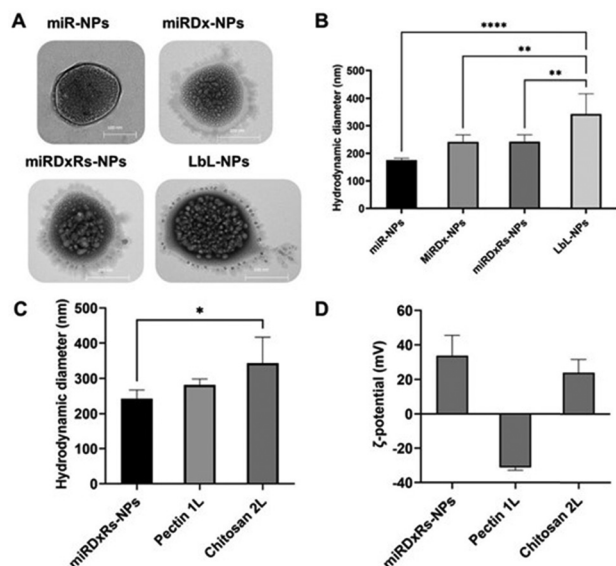 A
miR-NPs
miRDx-NPs
miRDxRs-NPs
LbL-NPs
B
****
**
**
Hydrodynamic diameter (nm)
500
400
300
200
100
0
miR-NPs
MiRDx-NPs
miRDxRs-NPs
LbL-NPs
C
*
Hydrodynamic diameter (nm)
500
400
300
200
100
0
miRDxRs-NPs
Pectin 1L
Chitosan 2L
D
ζ-potential (mV)
60
40
20
0
-20
-40
miRDxRs-NPs
Pectin 1L
Chitosan 2L